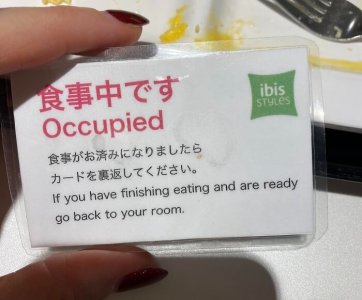 食事中です
Occupied
ibis
STYLES
食事がお済みになりましたら
カードを裏返してください。
If you have finishing eating and are ready
go back to your room.